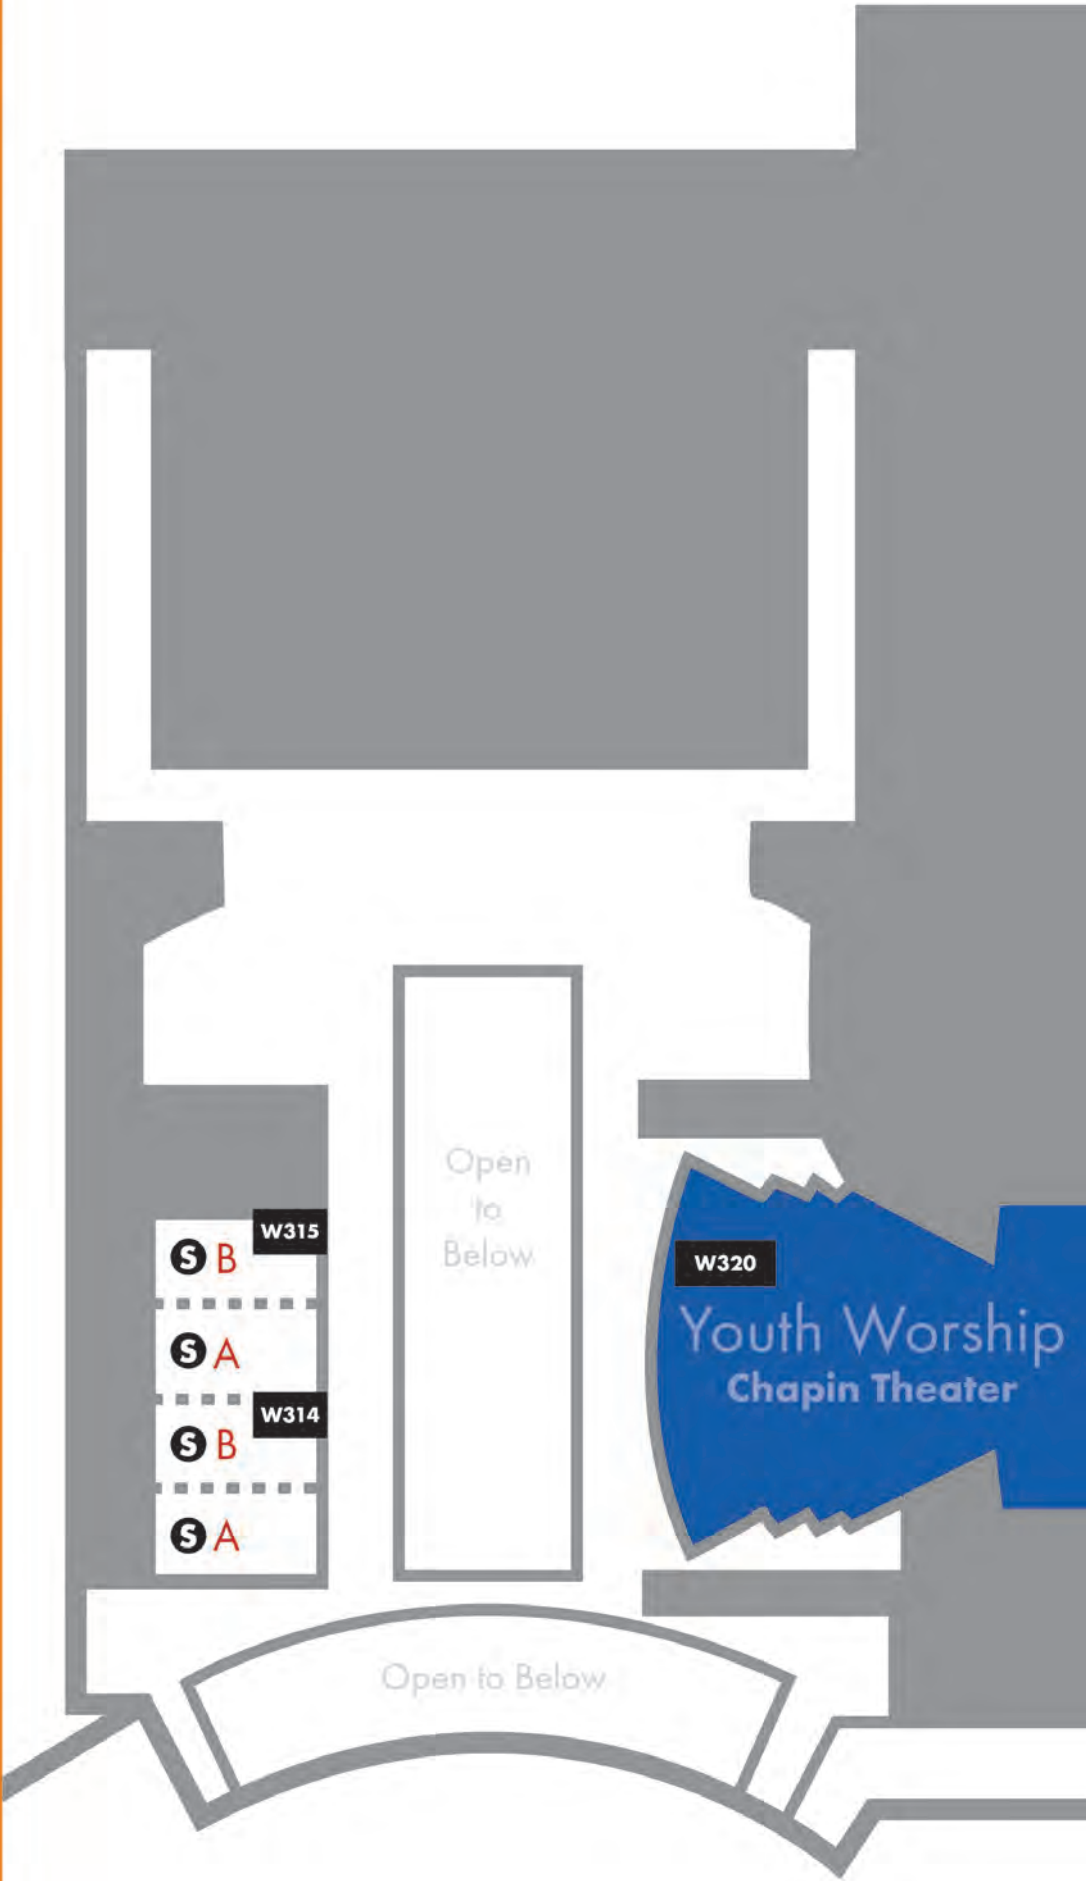 Open
to
Below
W315
S B
S A
W314
S B
S A
W320
Youth Worship
Chapin Theater
Open to Below